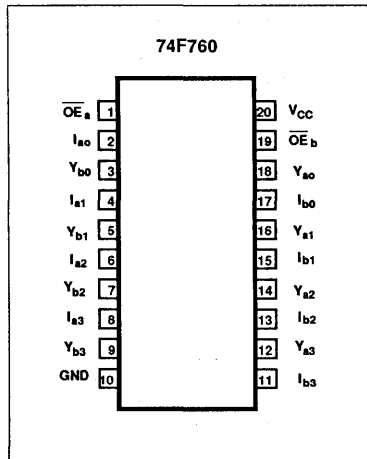 74F760
OEa 1 20 VCC
Iao 2 19 OEb
Yb0 3 18 Yao
Ia1 4 17 Ib0
Yb1 5 16 Ya1
Ia2 6 15 Ib1
Yb2 7 14 Ya2
Ia3 8 13 Ib2
Yb3 9 12 Ya3
GND 10 11 Ib3